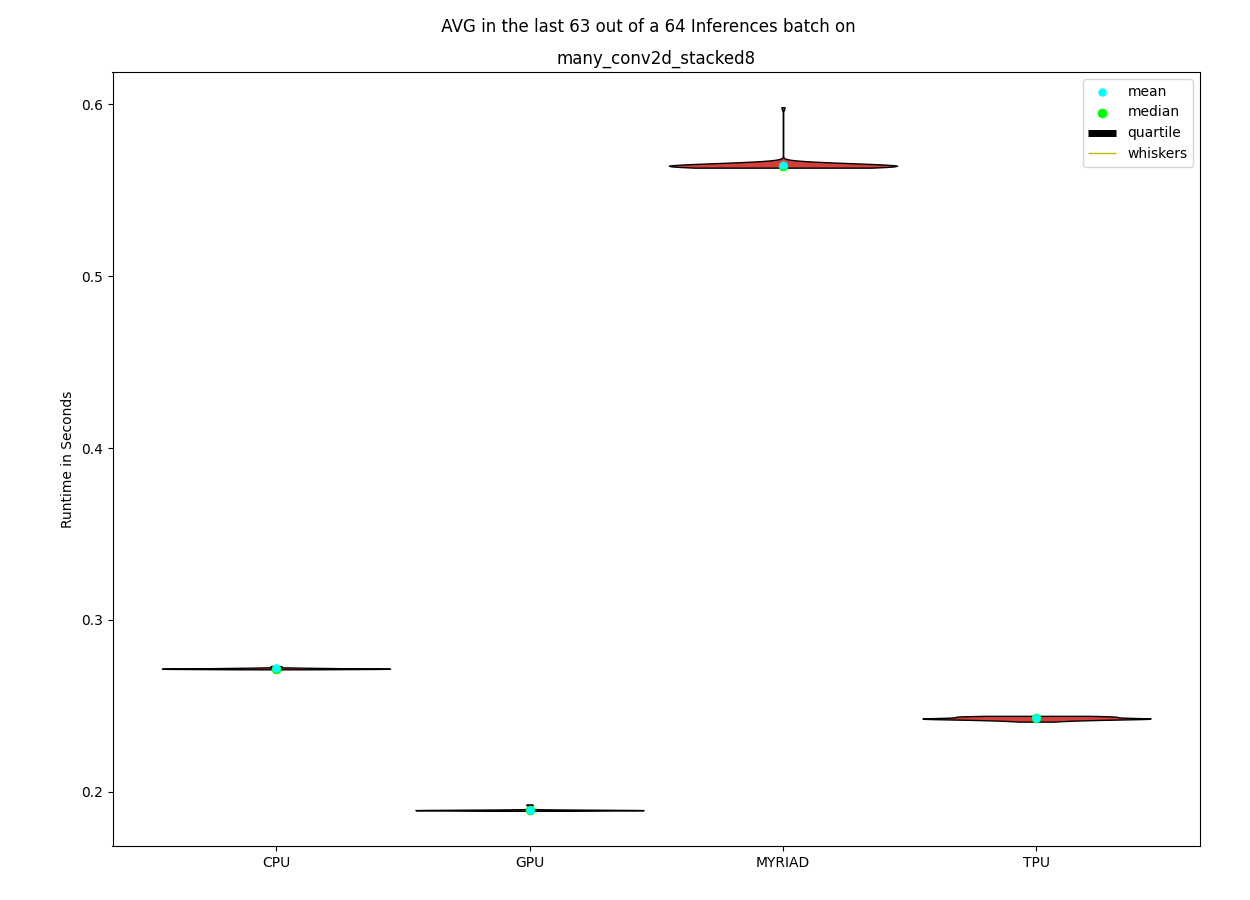 AVG in the last 63 out of a 64 Inferences batch on
many_conv2d_stacked8
mean
median
quartile
whiskers
Runtime in Seconds
0.6
0.5
0.4
0.3
0.2
CPU
GPU
MYRIAD
TPU